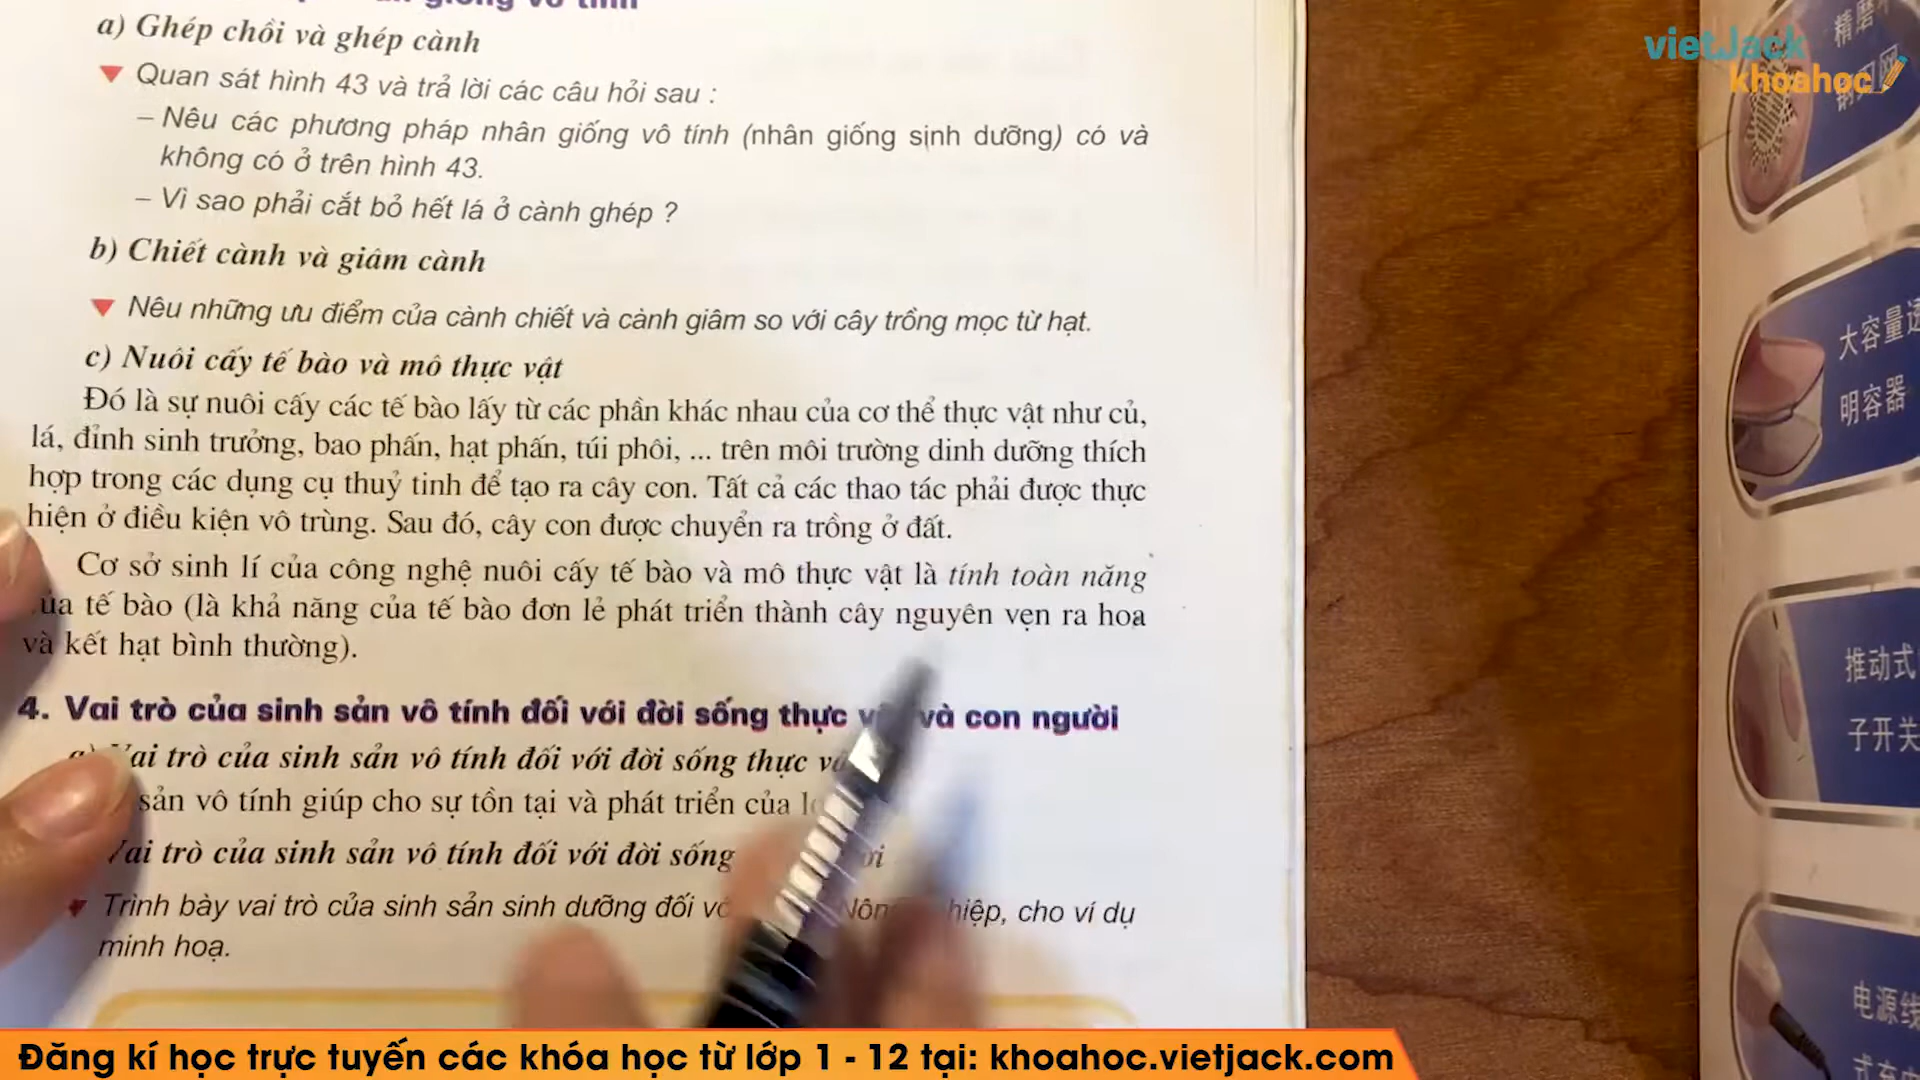 giống vô tính
a) Ghép chồi và ghép cành
Quan sát hình 43 và trả lời các câu hỏi sau :
– Nêu các phương pháp nhân giống vô tính (nhân giống sinh dưỡng) có và
không có ở trên hình 43.
– Vì sao phải cắt bỏ hết lá ở cành ghép ?
b) Chiết cành và giâm cành
Nêu những ưu điểm của cành chiết và cành giâm so với cây trồng mọc từ hạt.
c) Nuôi cấy tế bào và mô thực vật
Đó là sự nuôi cấy các tế bào lấy từ các phần khác nhau của cơ thể thực vật như củ,
lá, đỉnh sinh trưởng, bao phấn, hạt phấn, túi phôi, ... trên môi trường dinh dưỡng thích
hợp trong các dụng cụ thuỷ tinh để tạo ra cây con. Tất cả các thao tác phải được thực
hiện ở điều kiện vô trùng. Sau đó, cây con được chuyển ra trồng ở đất.
Cơ sở sinh lí của công nghệ nuôi cấy tế bào và mô thực vật là tính toàn năng
của tế bào (là khả năng của tế bào đơn lẻ phát triển thành cây nguyên vẹn ra hoa
và kết hạt bình thường).
4. Vai trò của sinh sản vô tính đối với đời sống thực và con người
a) Vai trò của sinh sản vô tính đối với đời sống thực
sản vô tính giúp cho sự tồn tại và phát triển của
Vai trò của sinh sản vô tính đối với đời sống
Trình bày vai trò của sinh sản sinh dưỡng đối cho ví dụ
minh hoạ.
vietJack
khoahoc
精磨
大容量透
明容器
推动式
子开关
电源线
Đăng kí học trực tuyến các khóa học từ lớp 1 - 12 tại: khoahoc.vietjack.com